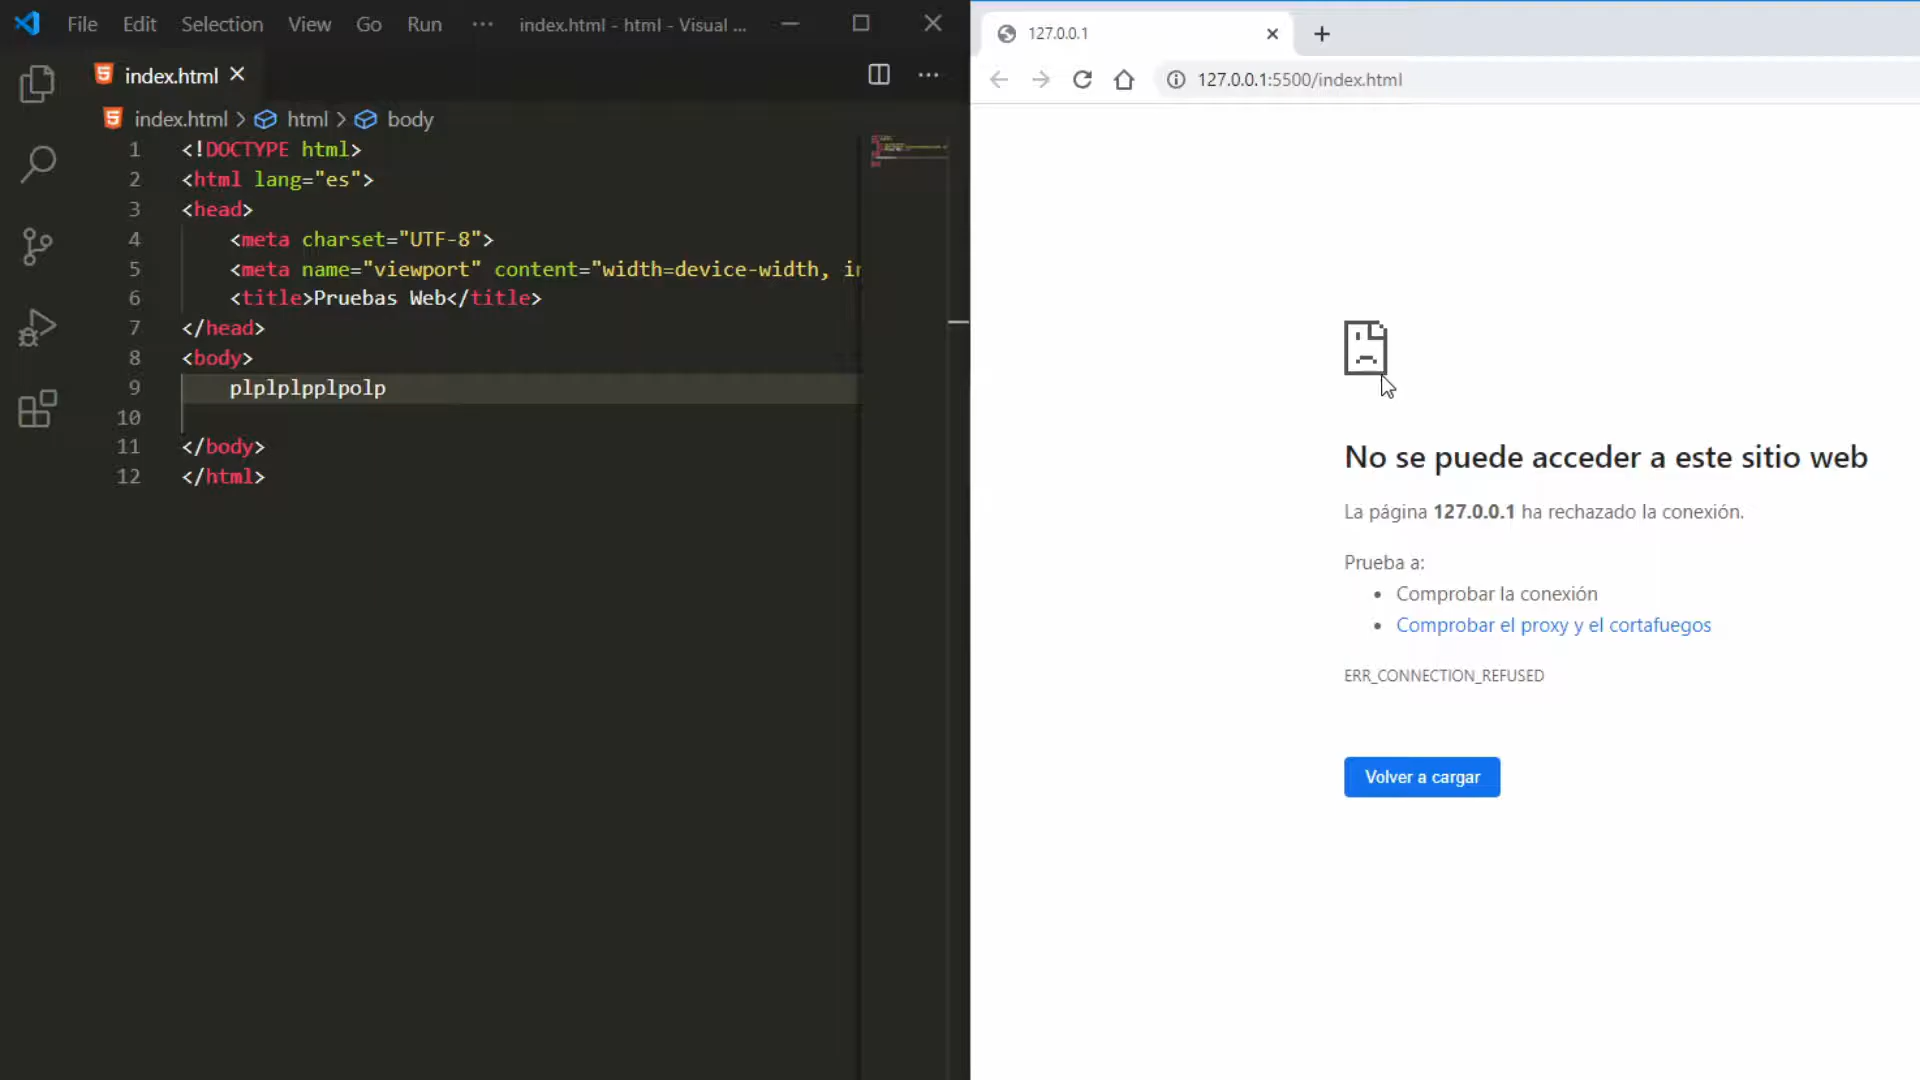 File Edit Selection View Go Run ··· index.html - html - Visual ...
index.html
index.html > html > body
1 <!DOCTYPE html>
2 <html lang="es">
3 <head>
4 <meta charset="UTF-8">
5 <meta name="viewport" content="width=device-width, in
6 <title>Pruebas Web</title>
7 </head>
8 <body>
9 plplplpplpolp
10
11 </body>
12 </html>
127.0.0.1
127.0.0.1:5500/index.html
No se puede acceder a este sitio web
La página 127.0.0.1 ha rechazado la conexión.
Prueba a:
• Comprobar la conexión
• Comprobar el proxy y el cortafuegos
ERR_CONNECTION_REFUSED
Volver a cargar